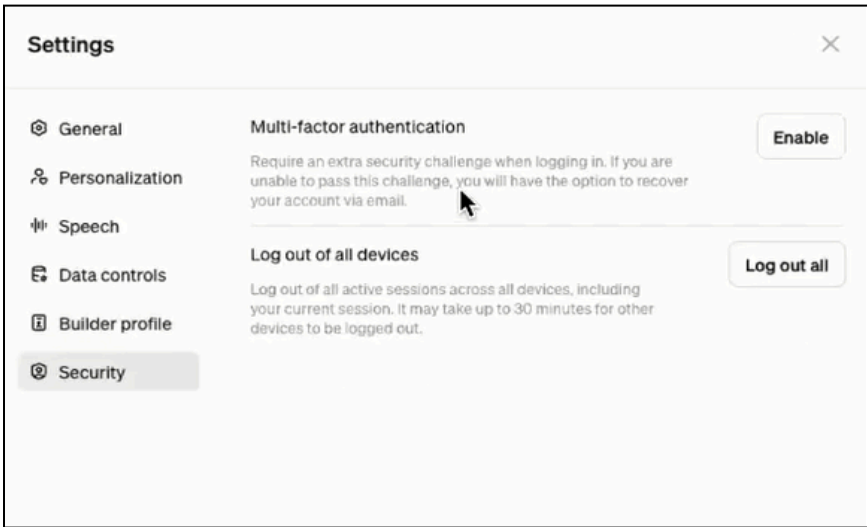 Settings
General
Personalization
Speech
Data controls
Builder profile
Security
Multi-factor authentication
Enable
Require an extra security challenge when logging in. If you are
unable to pass this challenge, you will have the option to recover
your account via email.
Log out of all devices
Log out all
Log out of all active sessions across all devices, including
your current session. It may take up to 30 minutes for other
devices to be logged out.